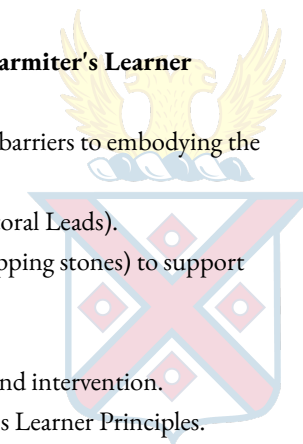 armiter's Learner
barriers to embodying the
oral Leads).
pping stones) to support
nd intervention.
s Learner Principles.